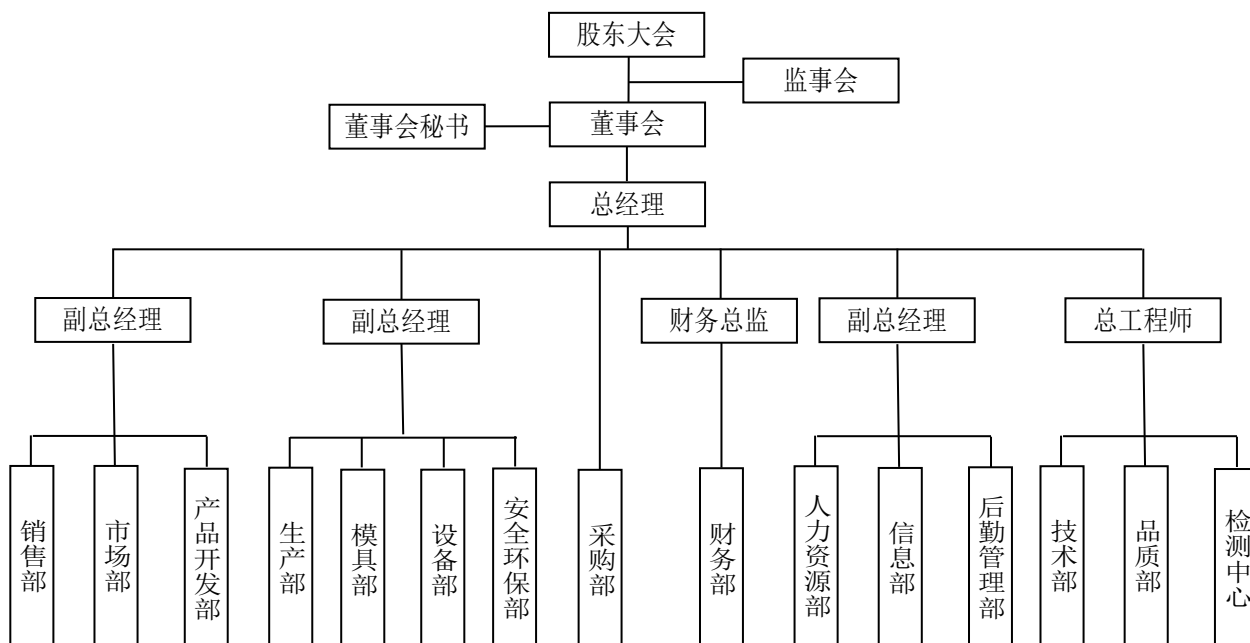 股东大会
监事会
董事会秘书
董事会
总经理
副总经理
副总经理
财务总监
副总经理
总工程师
销售部
市场部
产品开发部
生产部
模具部
设备部
安全环保部
采购部
财务部
人力资源部
信息部
后勤管理部
技术部
品质部
检测中心